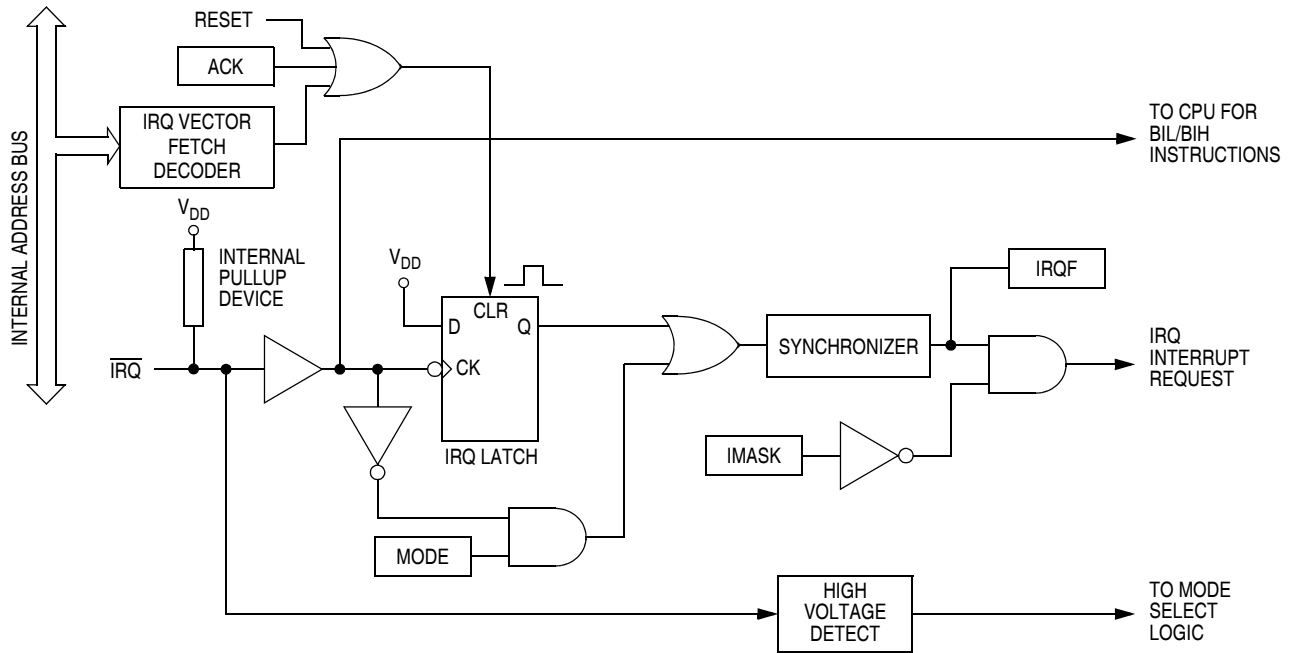 RESET
ACK
IRQ VECTOR
FETCH
DECODER
INTERNAL ADDRESS BUS
TO CPU FOR
BIL/BIH
INSTRUCTIONS
VDD
INTERNAL
PULLUP
DEVICE
VDD
CLR
D
Q
CK
IRQ LATCH
IRQ
SYNCHRONIZER
IRQF
IRQ
INTERRUPT
REQUEST
IMASK
MODE
HIGH
VOLTAGE
DETECT
TO MODE
SELECT
LOGIC